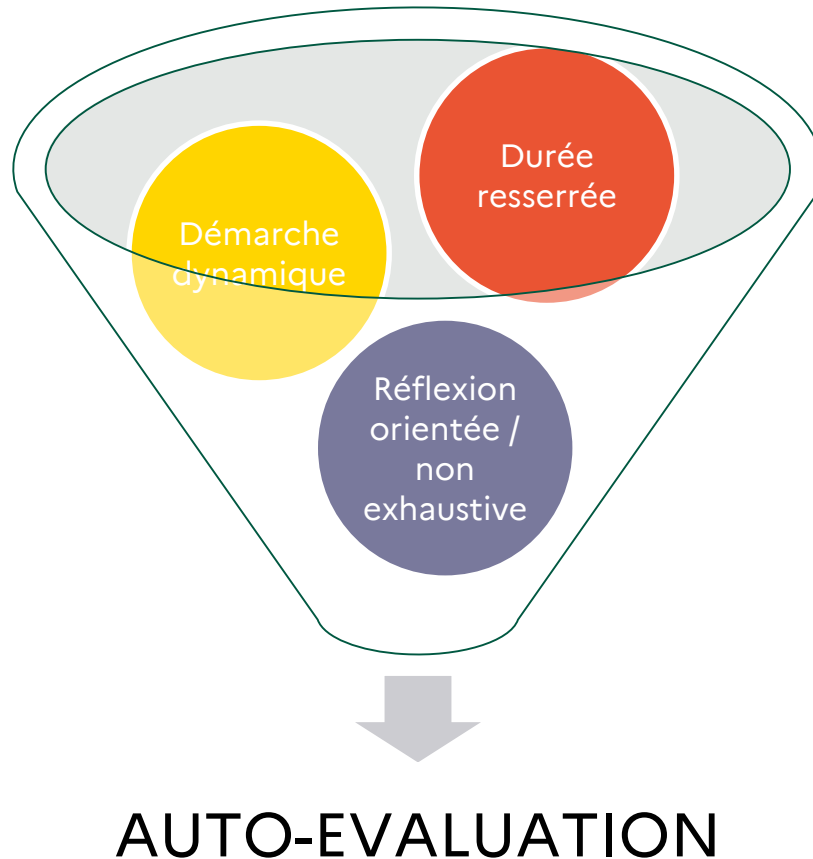 Durée
resserrée
Démarche
dynamique
Réflexion
orientée /
non
exhaustive
AUTO-EVALUATION